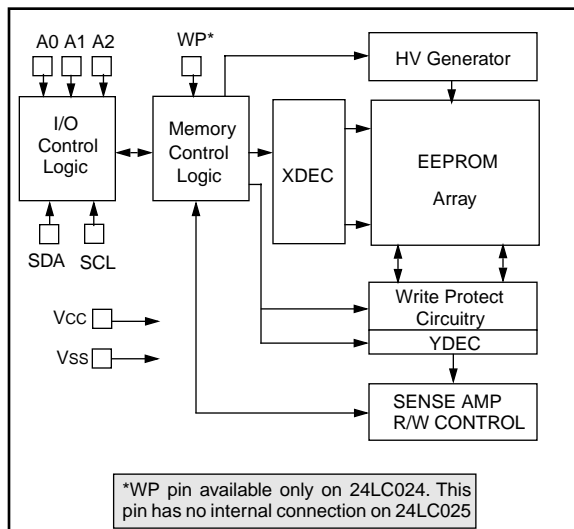 A0 A1 A2
WP*
HV Generator
I/O
Control
Logic
Memory
Control
Logic
XDEC
EEPROM
Array
SDA
SCL
Write Protect
Circuitry
YDEC
VCC
VSS
SENSE AMP
R/W CONTROL
*WP pin available only on 24LC024. This
pin has no internal connection on 24LC025